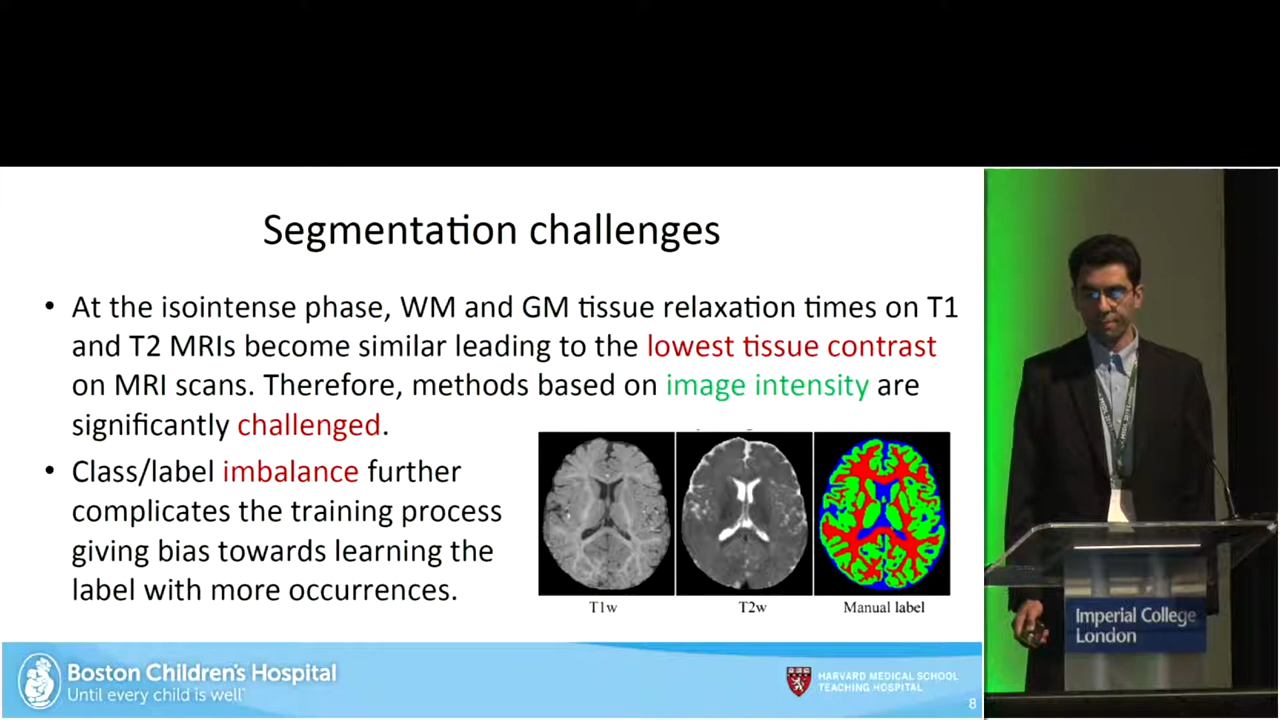 Segmentation challenges
• At the isointense phase, WM and GM tissue relaxation times on T1
and T2 MRIs become similar leading to the lowest tissue contrast
on MRI scans. Therefore, methods based on image intensity are
significantly challenged.
• Class/label imbalance further
complicates the training process
giving bias towards learning the
label with more occurrences.
T1w
T2w
Manual label
Boston Children's Hospital
Until every child is well
HARVARD MEDICAL SCHOOL
TEACHING HOSPITAL
8
Imperial College
London